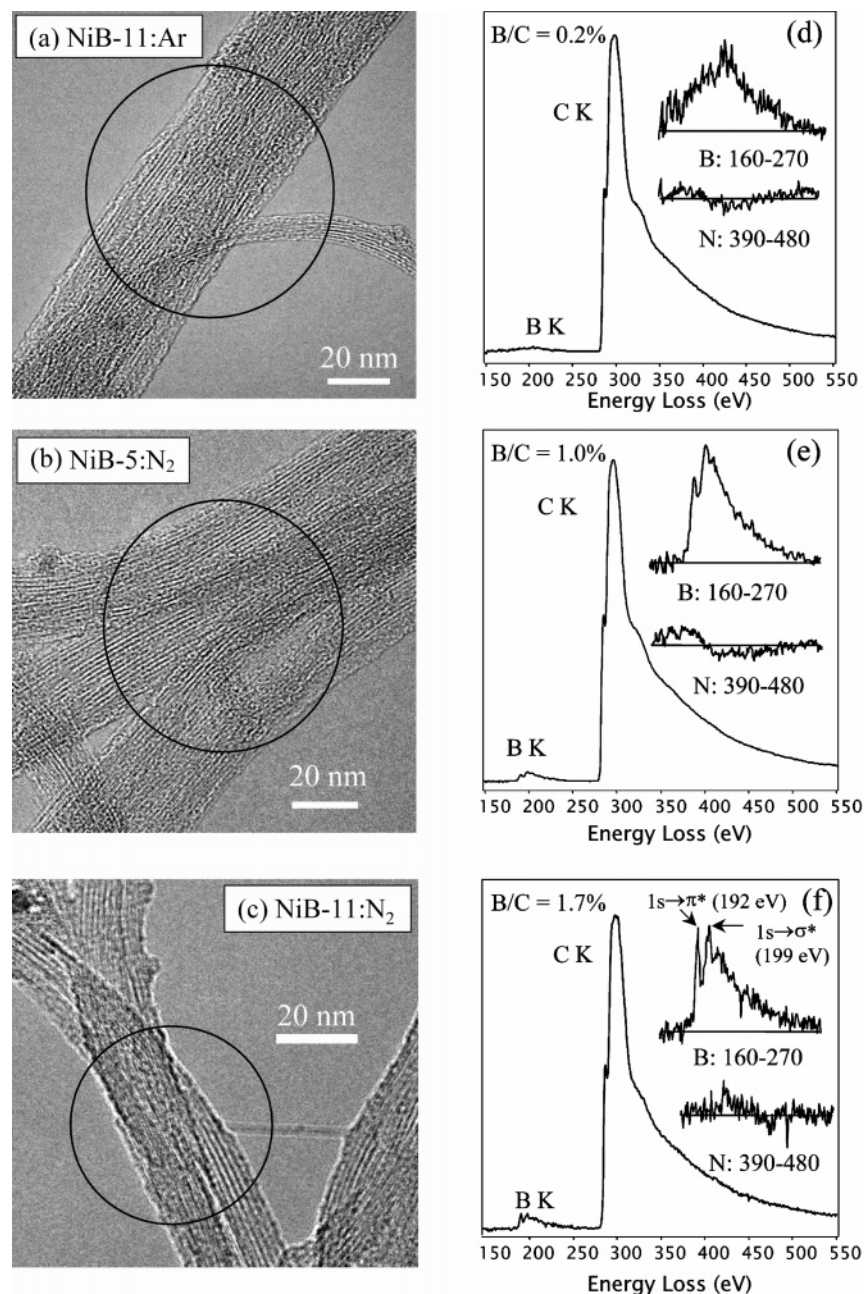 (a) NiB-11:Ar
20 nm
B/C = 0.2%
(d)
C K
B: 160-270
N: 390-480
B K
150 200 250 300 350 400 450 500 550
Energy Loss (eV)
(b) NiB-5:N₂
20 nm
B/C = 1.0%
(e)
C K
B: 160-270
N: 390-480
B K
150 200 250 300 350 400 450 500 550
Energy Loss (eV)
(c) NiB-11:N₂
20 nm
B/C = 1.7%
(f)
1s→π* (192 eV)
1s→σ*
(199 eV)
C K
B: 160-270
N: 390-480
B K
150 200 250 300 350 400 450 500 550
Energy Loss (eV)